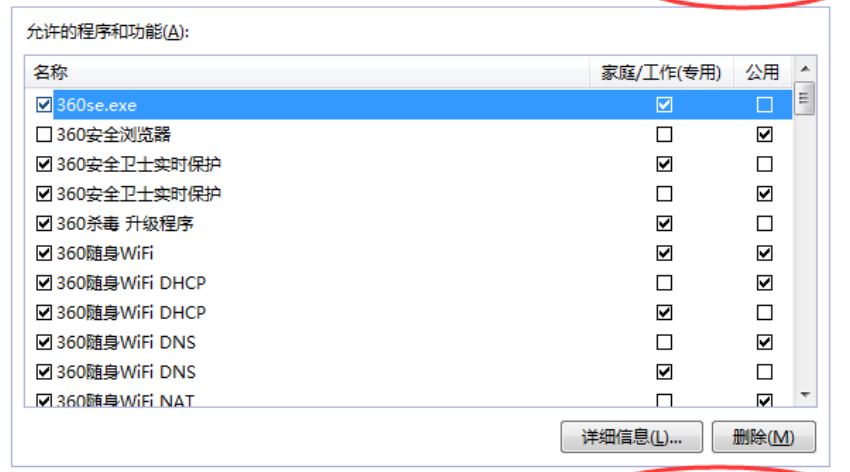 允许的程序和功能(A):
名称 家庭/工作(专用) 公用
360se.exe
360安全浏览器
360安全卫士实时保护
360安全卫士实时保护
360杀毒 升级程序
360随身WiFi
360随身WiFi DHCP
360随身WiFi DHCP
360随身WiFi DNS
360随身WiFi DNS
360随身WiFi NAT
详细信息(L)... 删除(M)